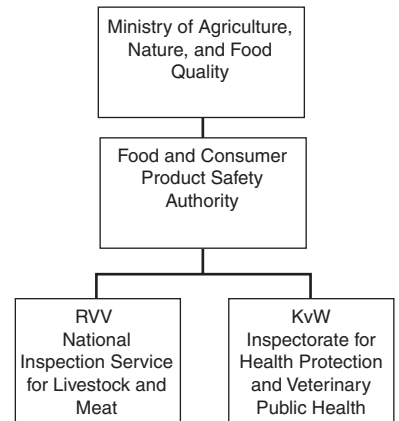 Ministry of Agriculture,
Nature, and Food
Quality
Food and Consumer
Product Safety
Authority
RVV
National
Inspection Service
for Livestock and
Meat
KvW
Inspectorate for
Health Protection
and Veterinary
Public Health